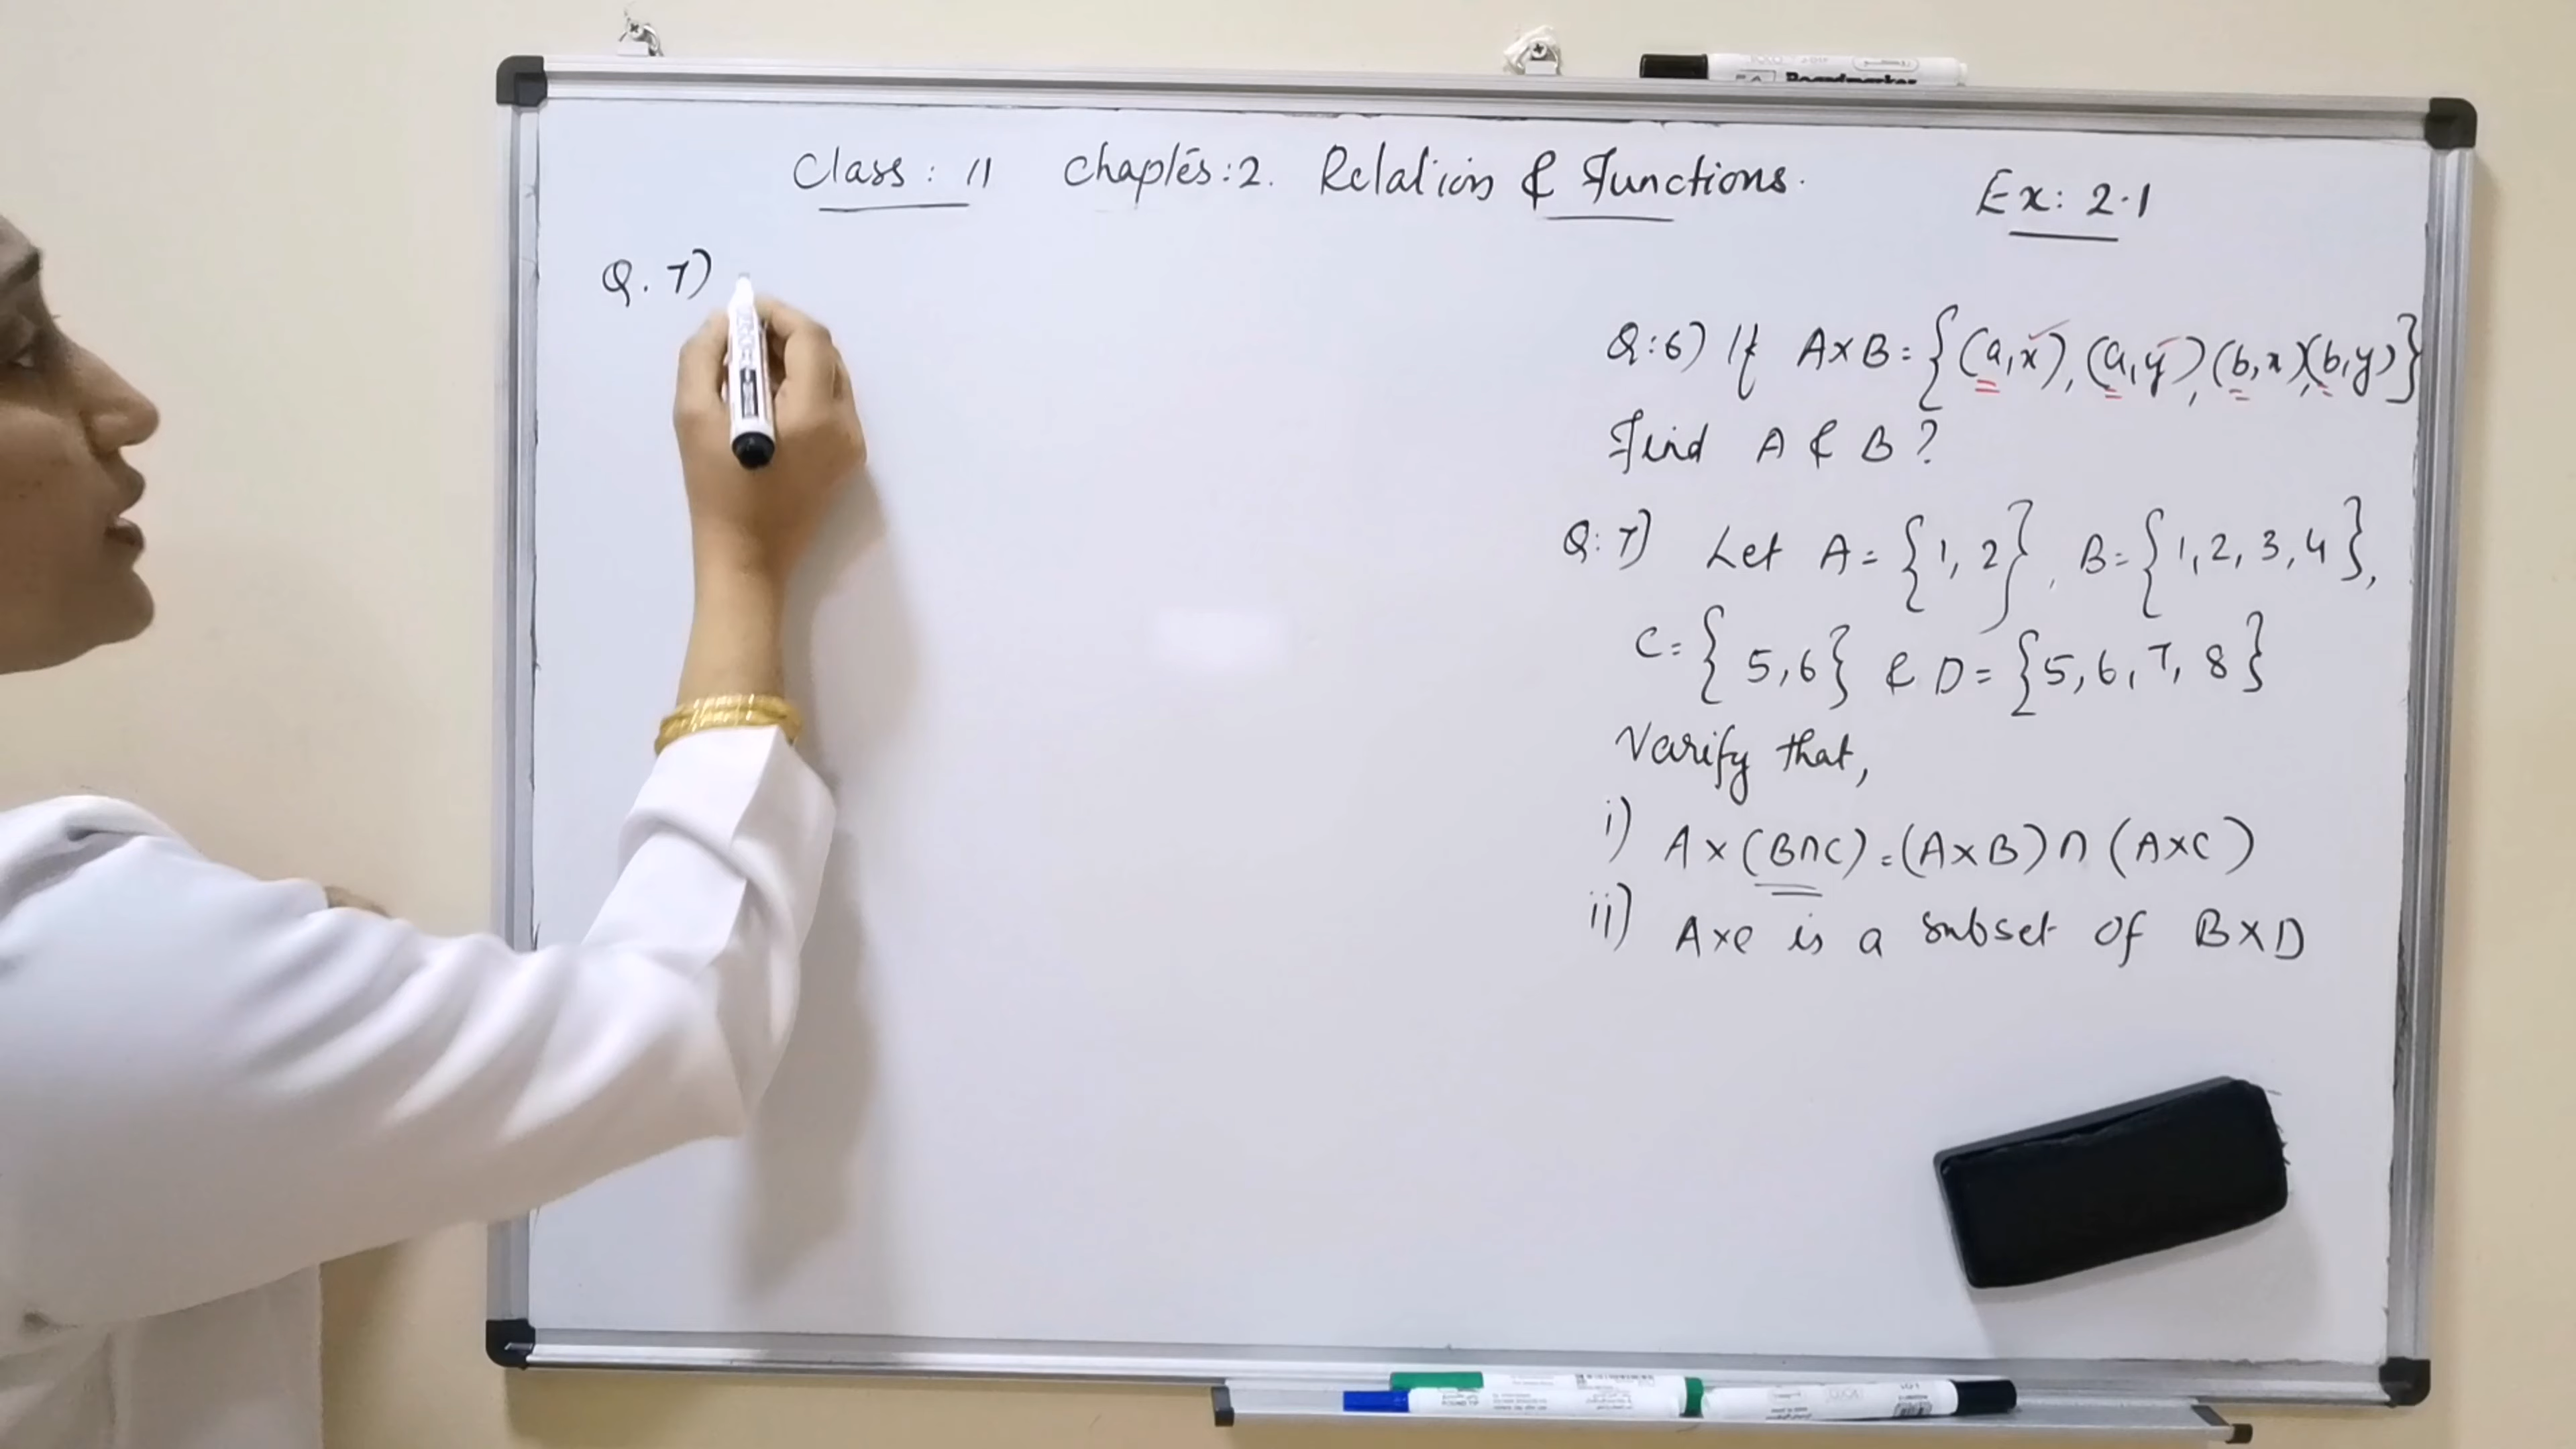 Boardmarker
Class: 11 Chapter: 2. Relation & Functions. Ex: 2.1
Q. 7)
Q:6) If A×B = {(a,x), (a,y), (b,x), (b,y)}
Find A & B?
Q: 7) Let A = {1, 2}, B = {1, 2, 3, 4},
C = {5, 6} & D = {5, 6, 7, 8}
Varify that,
i) A × (B∩C) = (A×B) ∩ (A×C)
ii) A×C is a subset of B×D